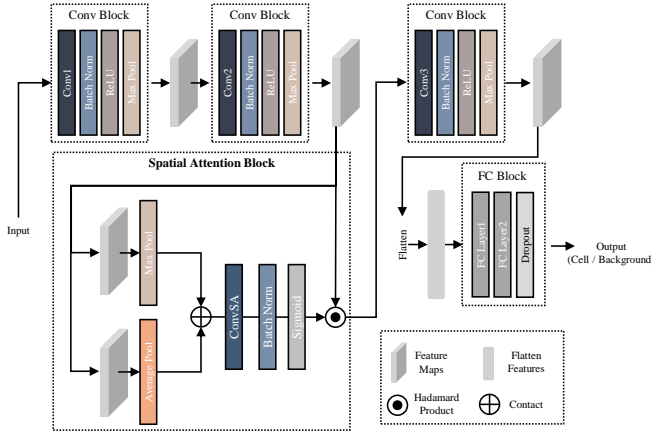 Conv Block
Conv1
Batch Norm
ReLU
Max Pool
Conv Block
Conv2
Batch Norm
ReLU
Max Pool
Conv Block
Conv3
Batch Norm
ReLU
Max Pool
Input
Spatial Attention Block
Max Pool
Average Pool
ConvSA
Batch Norm
Sigmoid
Flatten
FC Block
FC Layer1
FC Layer2
Dropout
Output
(Cell / Background
Feature
Maps
Flatten
Features
Hadamard
Product
Contact